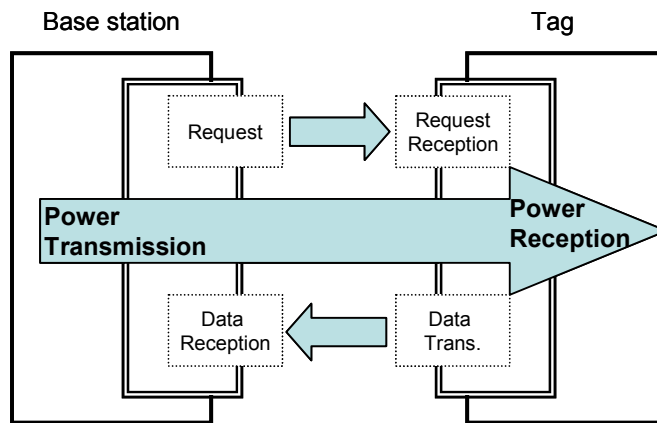 Base station
Tag
Request
Request
Reception
Power
Transmission
Power
Reception
Data
Reception
Data
Trans.